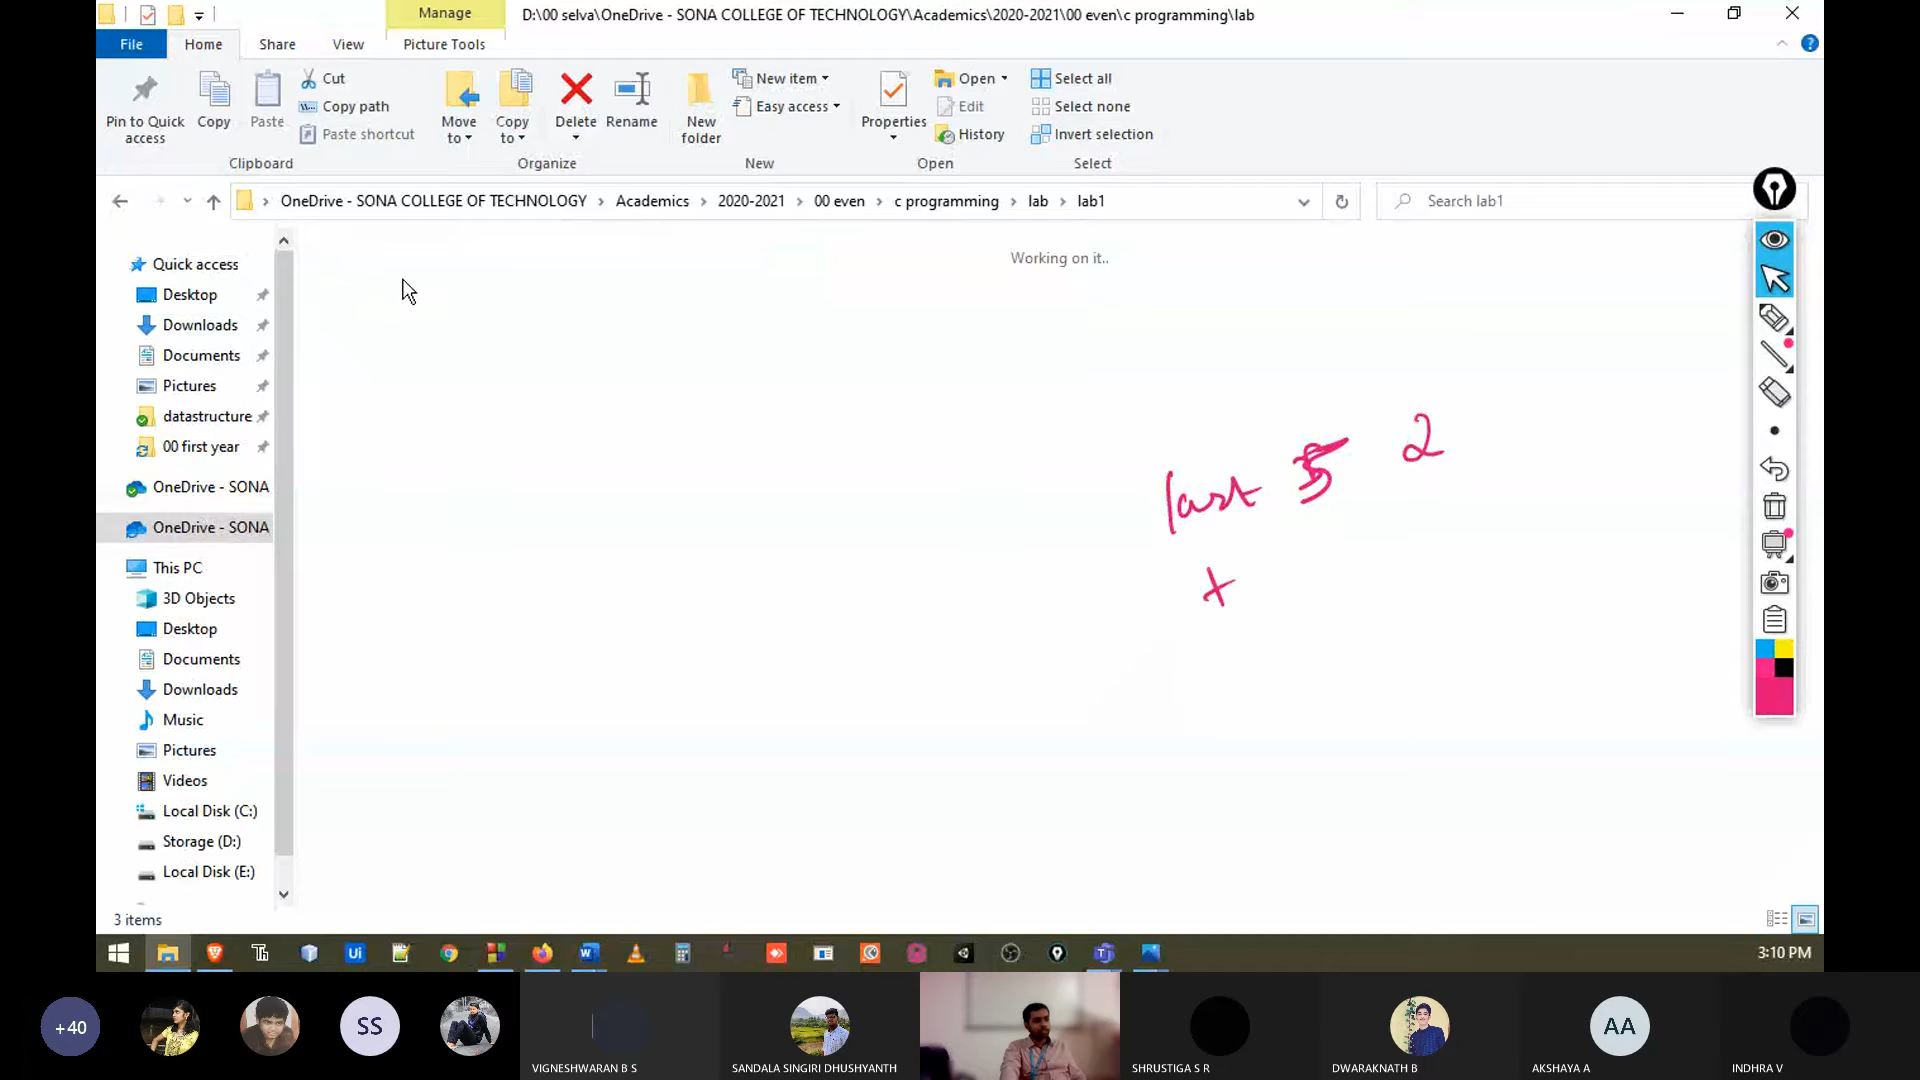 Manage
D:\00 selva\OneDrive - SONA COLLEGE OF TECHNOLOGY\Academics\2020-2021\00 even\c programming\lab
File Home Share View Picture Tools
Pin to Quick access
Copy
Paste
Cut
Copy path
Paste shortcut
Move to
Copy to
Delete
Rename
New folder
New item
Easy access
Properties
Open
Edit
History
Select all
Select none
Invert selection
Clipboard Organize New Open Select
OneDrive - SONA COLLEGE OF TECHNOLOGY Academics 2020-2021 00 even c programming lab lab1
Search lab1
Working on it..
Quick access
Desktop
Downloads
Documents
Pictures
datastructure
00 first year
OneDrive - SONA
OneDrive - SONA
This PC
3D Objects
Desktop
Documents
Downloads
Music
Pictures
Videos
Local Disk (C:)
Storage (D:)
Local Disk (E:)
last 5 2
+
3 items
Ui
3:10 PM
+40
SS
AA
VIGNESHWARAN B S
SANDALA SINGIRI DHUSHYANTH
SHRUSTIGA S R
DWARAKNATH B
AKSHAYA A
INDHRA V